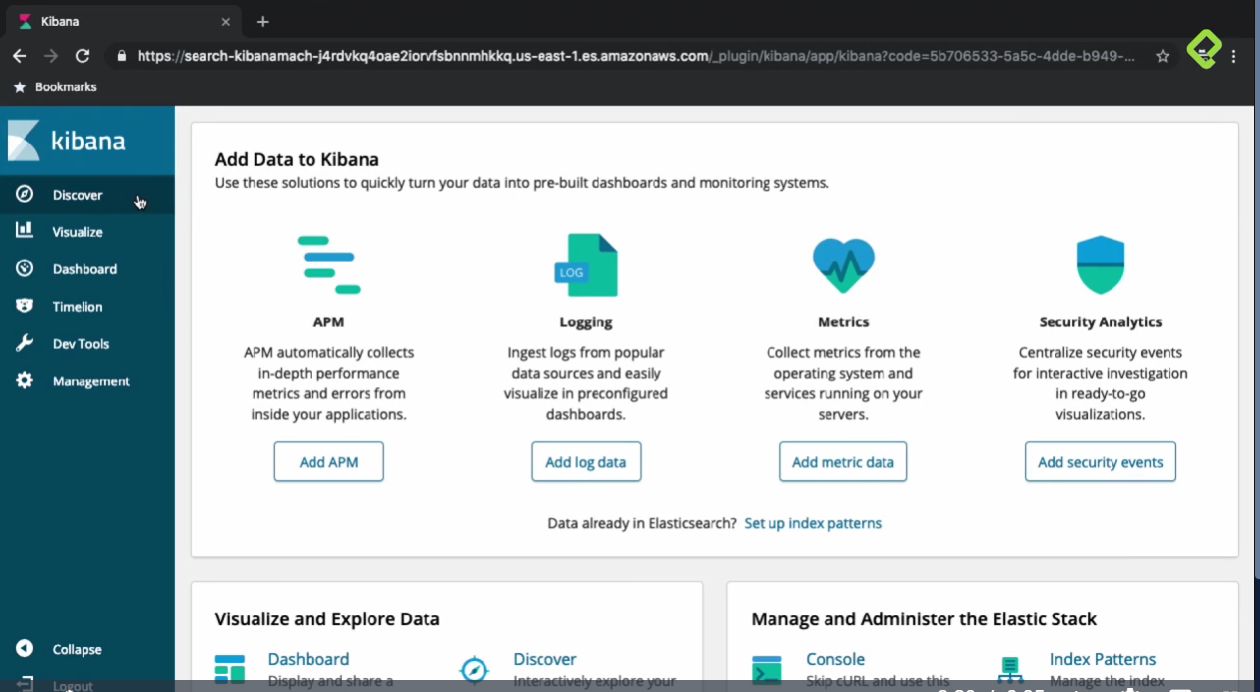 Kibana
https://search-kibanamach-j4rdvkq4oae2iorvfsbnnmhkkq.us-east-1.es.amazonaws.com/_plugin/kibana/app/kibana?code=5b706533-5a5c-4dde-b949-...
Bookmarks
kibana
Discover
Visualize
Dashboard
Timelion
Dev Tools
Management
Collapse
Logout
Add Data to Kibana
Use these solutions to quickly turn your data into pre-built dashboards and monitoring systems.
APM
APM automatically collects
in-depth performance
metrics and errors from
inside your applications.
Add APM
LOG
Logging
Ingest logs from popular
data sources and easily
visualize in preconfigured
dashboards.
Add log data
Metrics
Collect metrics from the
operating system and
services running on your
servers.
Add metric data
Security Analytics
Centralize security events
for interactive investigation
in ready-to-go
visualizations.
Add security events
Data already in Elasticsearch? Set up index patterns
Visualize and Explore Data
Dashboard
Display and share a
Discover
Interactively explore your
Manage and Administer the Elastic Stack
Console
Skip cURL and use this
Index Patterns
Manage the index